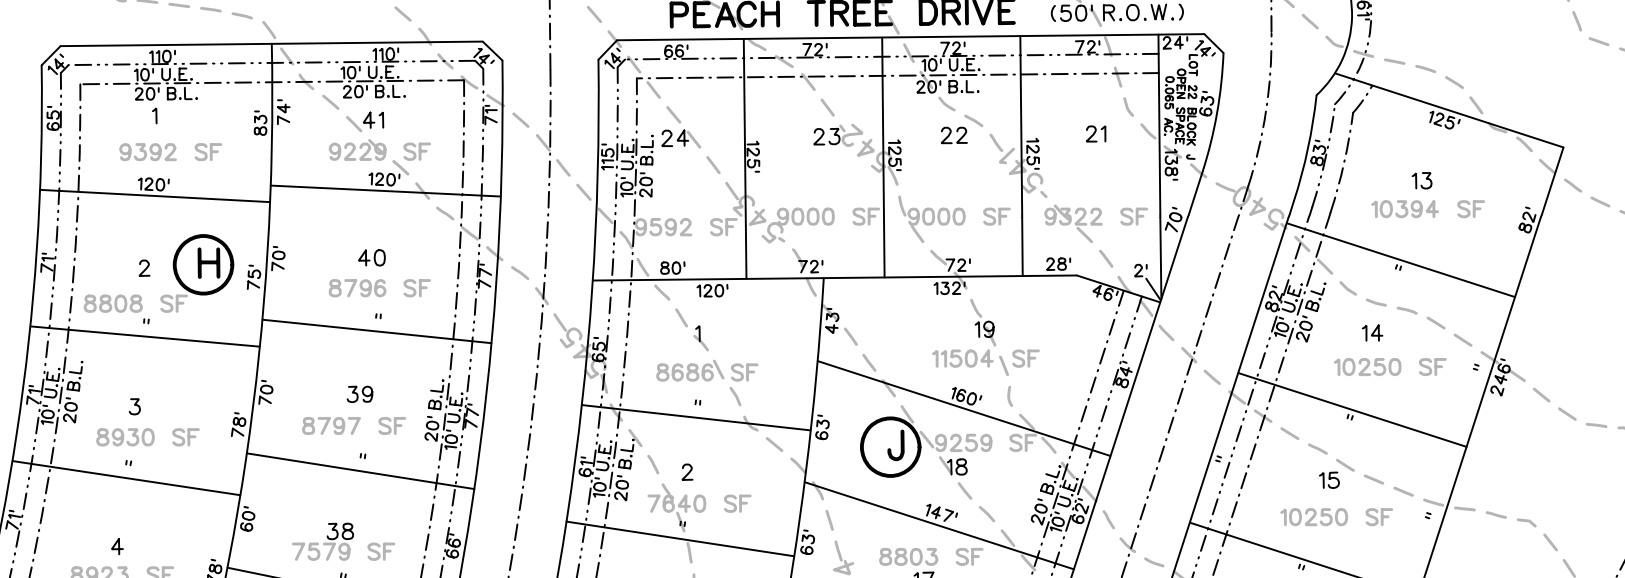 PEACH TREE DRIVE (50' R.O.W.)
14' 110' 110' 14'
10' U.E. 10' U.E.
20' B.L. 20' B.L.
65' 1 83' 74' 41 71'
9392 SF 9229 SF
120' 120'
71' 2 H 75' 70' 40 77'
8808 SF 8796 SF
" "
71' 10' U.E. 20' B.L. 3 78' 70' 39 20' B.L. 10' U.E. 77'
8930 SF 8797 SF
" "
71' 4 60' 38 66'
8923 SF 78' 7579 SF
"
14' 66' 72' 72' 72' 24' 14'
10' U.E.
20' B.L.
115' 10' U.E. 20' B.L. 24 125' 23 125' 22 125' 21 138' 63'
LOT 22 BLOCK J
OPEN SPACE
0.065 AC.
9592 SF 9000 SF 9000 SF 9322 SF 70'
80' 72' 72' 28' 2'
120' 132' 46'
65' 1 43' 19 84'
8686 SF 11504 SF
" 160'
61' 10' U.E. 20' B.L. 2 63' J 9259 SF
18 20' B.L. 10' U.E. 62'
7640 SF 147'
"
63' 8803 SF
17
545 543 542 541 540
61'
125'
83' 13 82'
10394 SF
"
82' 10' U.E. 20' B.L. 14
10250 SF " 246'
"
" 15
10250 SF "
"